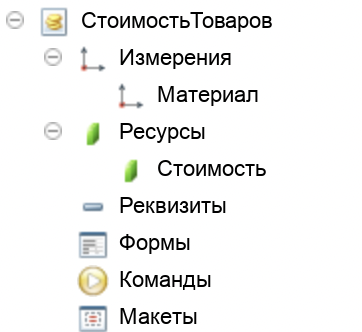 СтоимостьТоваров
Измерения
Материал
Ресурсы
Стоимость
Реквизиты
Формы
Команды
Макеты